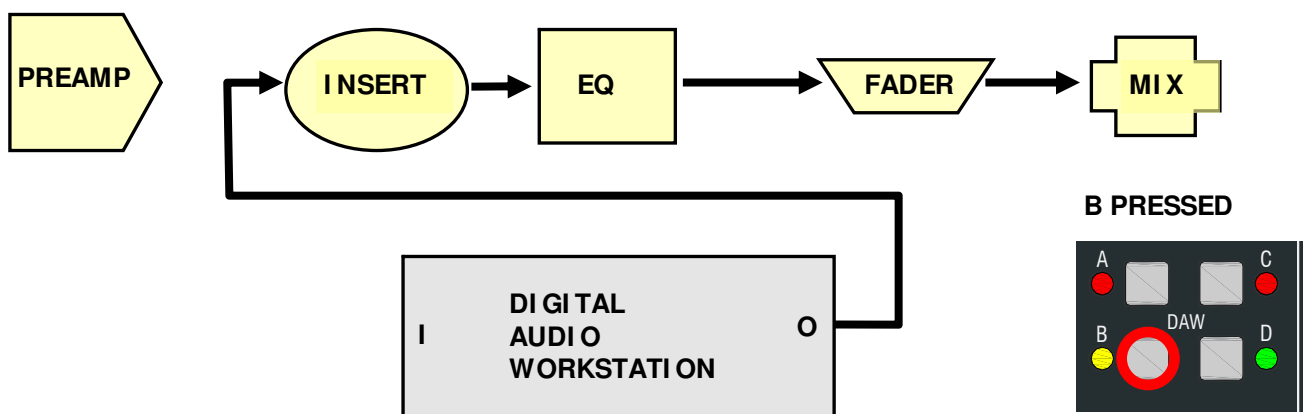 PREAMP
INSERT
EQ
FADER
MIX
B PRESSED
A
C
DAW
B
D
I
DIGITAL
AUDIO
WORKSTATION
O